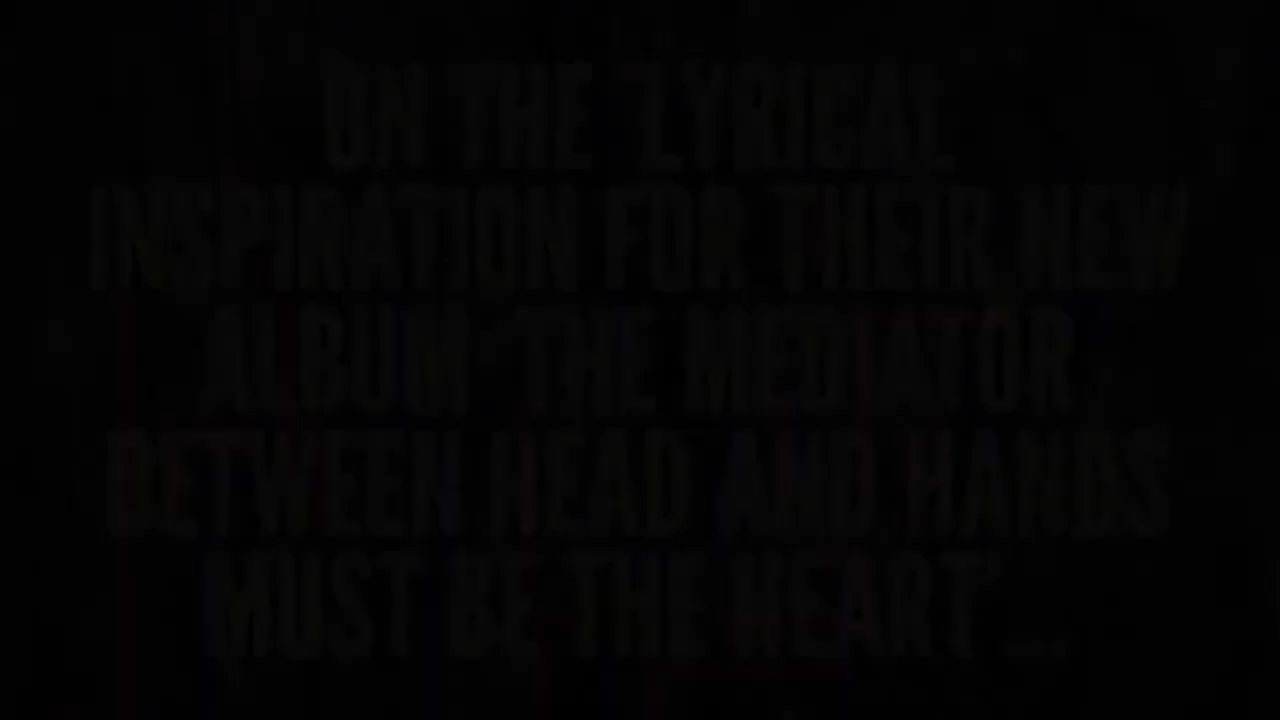 ON THE LYRICAL
INSPIRATION FOR THEIR NEW
ALBUM "THE MEDIATOR
BETWEEN HEAD AND HANDS
MUST BE THE HEART" ...